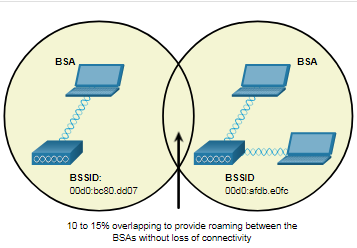 BSA
BSA
BSSID:
00d0:bc80.dd07
BSSID
00d0:afdb.e0fc
10 to 15% overlapping to provide roaming between the
BSAs without loss of connectivity